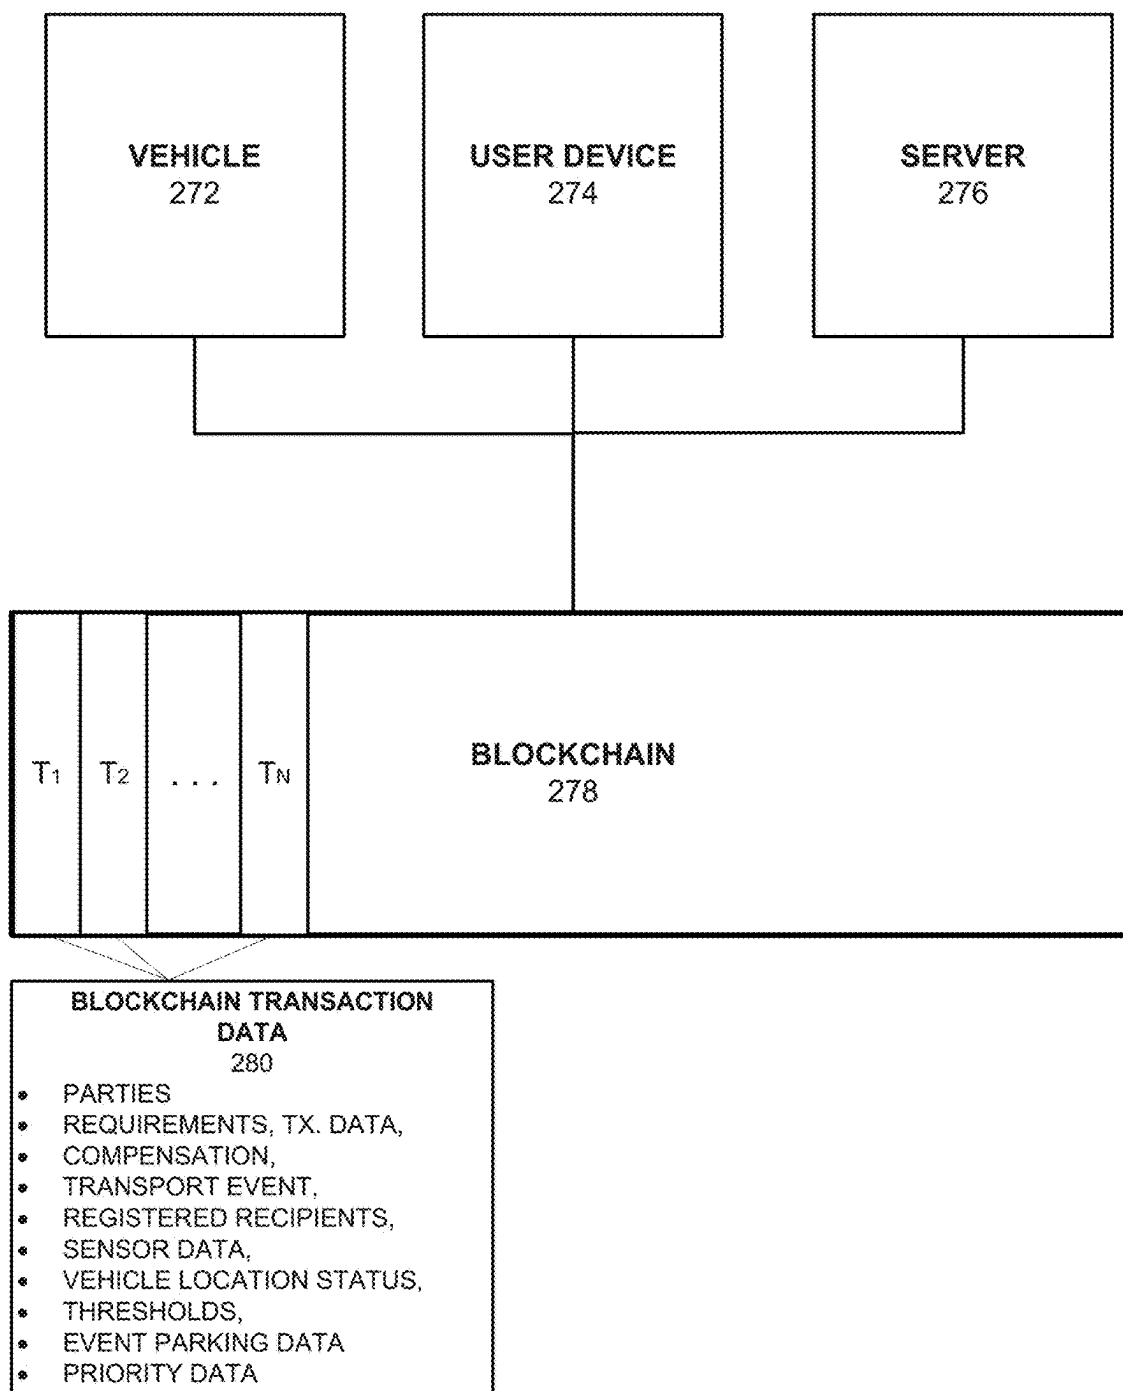 VEHICLE
272
USER DEVICE
274
SERVER
276
T1
T2
. . .
TN
BLOCKCHAIN
278
BLOCKCHAIN TRANSACTION
DATA
280
• PARTIES
• REQUIREMENTS, TX. DATA,
• COMPENSATION,
• TRANSPORT EVENT,
• REGISTERED RECIPIENTS,
• SENSOR DATA,
• VEHICLE LOCATION STATUS,
• THRESHOLDS,
• EVENT PARKING DATA
• PRIORITY DATA